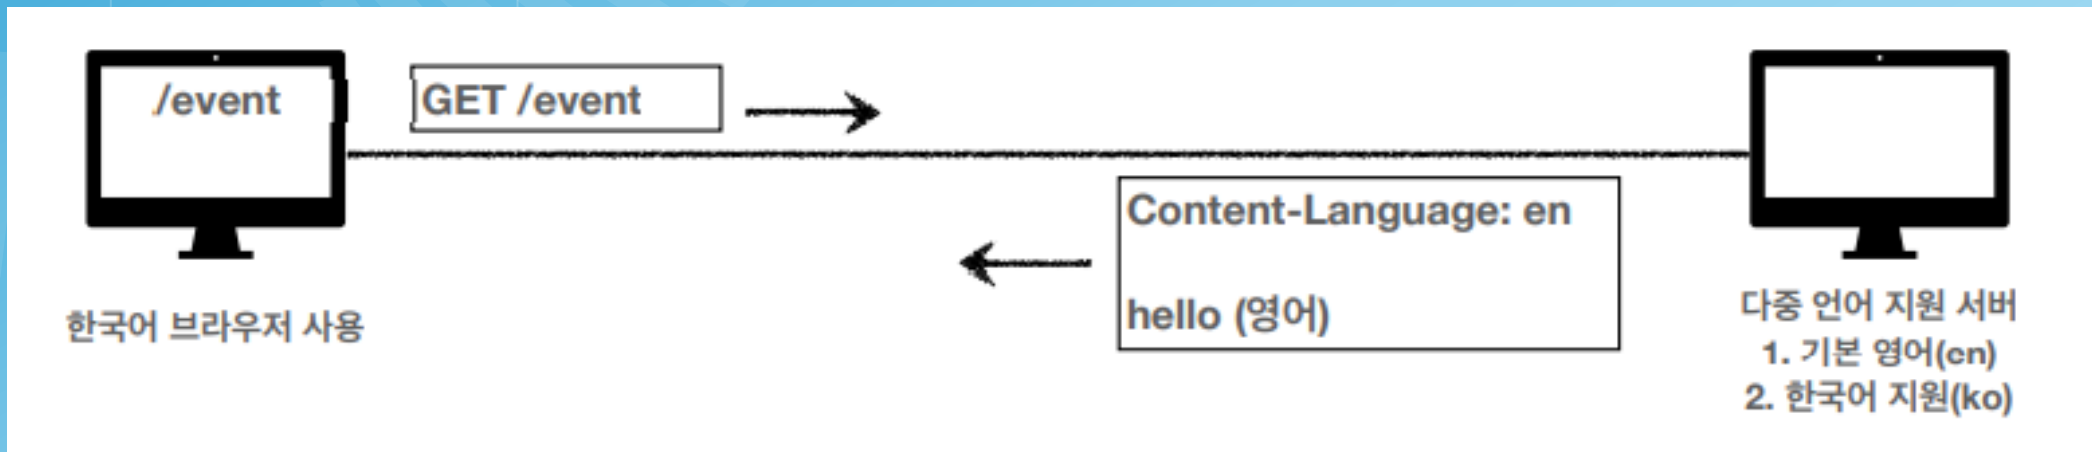 /event
GET /event
Content-Language: en
hello (영어)
한국어 브라우저 사용
다중 언어 지원 서버
1. 기본 영어(en)
2. 한국어 지원(ko)